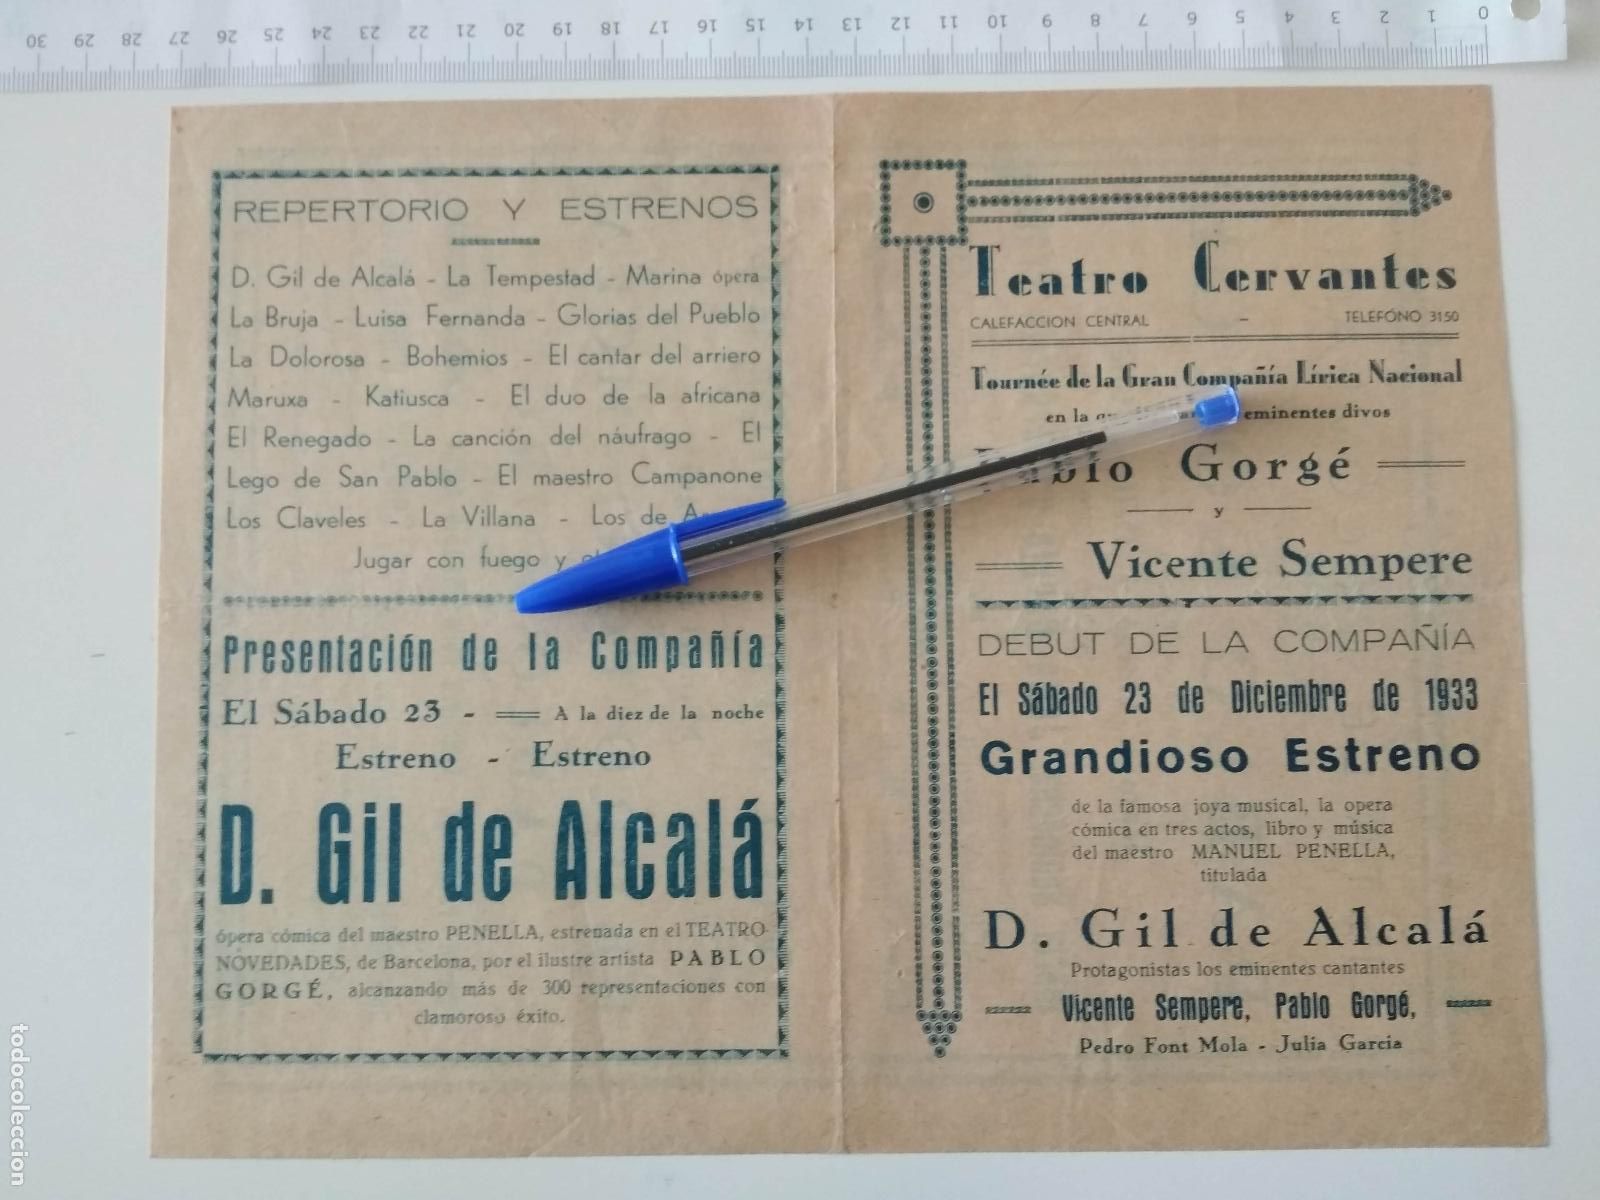 30 29 28 27 26 25 24 23 22 21 20 19 18 17 16 15 14 13 12 11 10 9 8 7 6 5 4 3 2 1 0
REPERTORIO Y ESTRENOS
D. Gil de Alcalá - La Tempestad - Marina ópera
La Bruja - Luisa Fernanda - Glorias del Pueblo
La Dolorosa - Bohemios - El cantar del arriero
Maruxa - Katiusca - El duo de la africana
El Renegado - La canción del náufrago - El
Lego de San Pablo - El maestro Campanone
Los Claveles - La Villana - Los de
Jugar con fuego y
Presentación de la Compañía
El Sábado 23 - A la diez de la noche
Estreno - Estreno
D. Gil de Alcalá
ópera cómica del maestro PENELLA, estrenada en el TEATRO
NOVEDADES, de Barcelona, por el ilustre artista PABLO
GORGÉ, alcanzando más de 300 representaciones con
clamoroso éxito.
Teatro Cervantes
CALEFACCION CENTRAL - TELEFÓNO 3150
Tournée de la Gran Compañía Lírica Nacional
en la eminentes divos
Pablo Gorgé
y
Vicente Sempere
DEBUT DE LA COMPAÑÍA
El Sábado 23 de Diciembre de 1933
Grandioso Estreno
de la famosa joya musical, la opera
cómica en tres actos, libro y música
del maestro MANUEL PENELLA,
titulada
D. Gil de Alcalá
Protagonistas los eminentes cantantes
Vicente Sempere, Pablo Gorgé,
Pedro Font Mola - Julia Garcia
todocoleccion